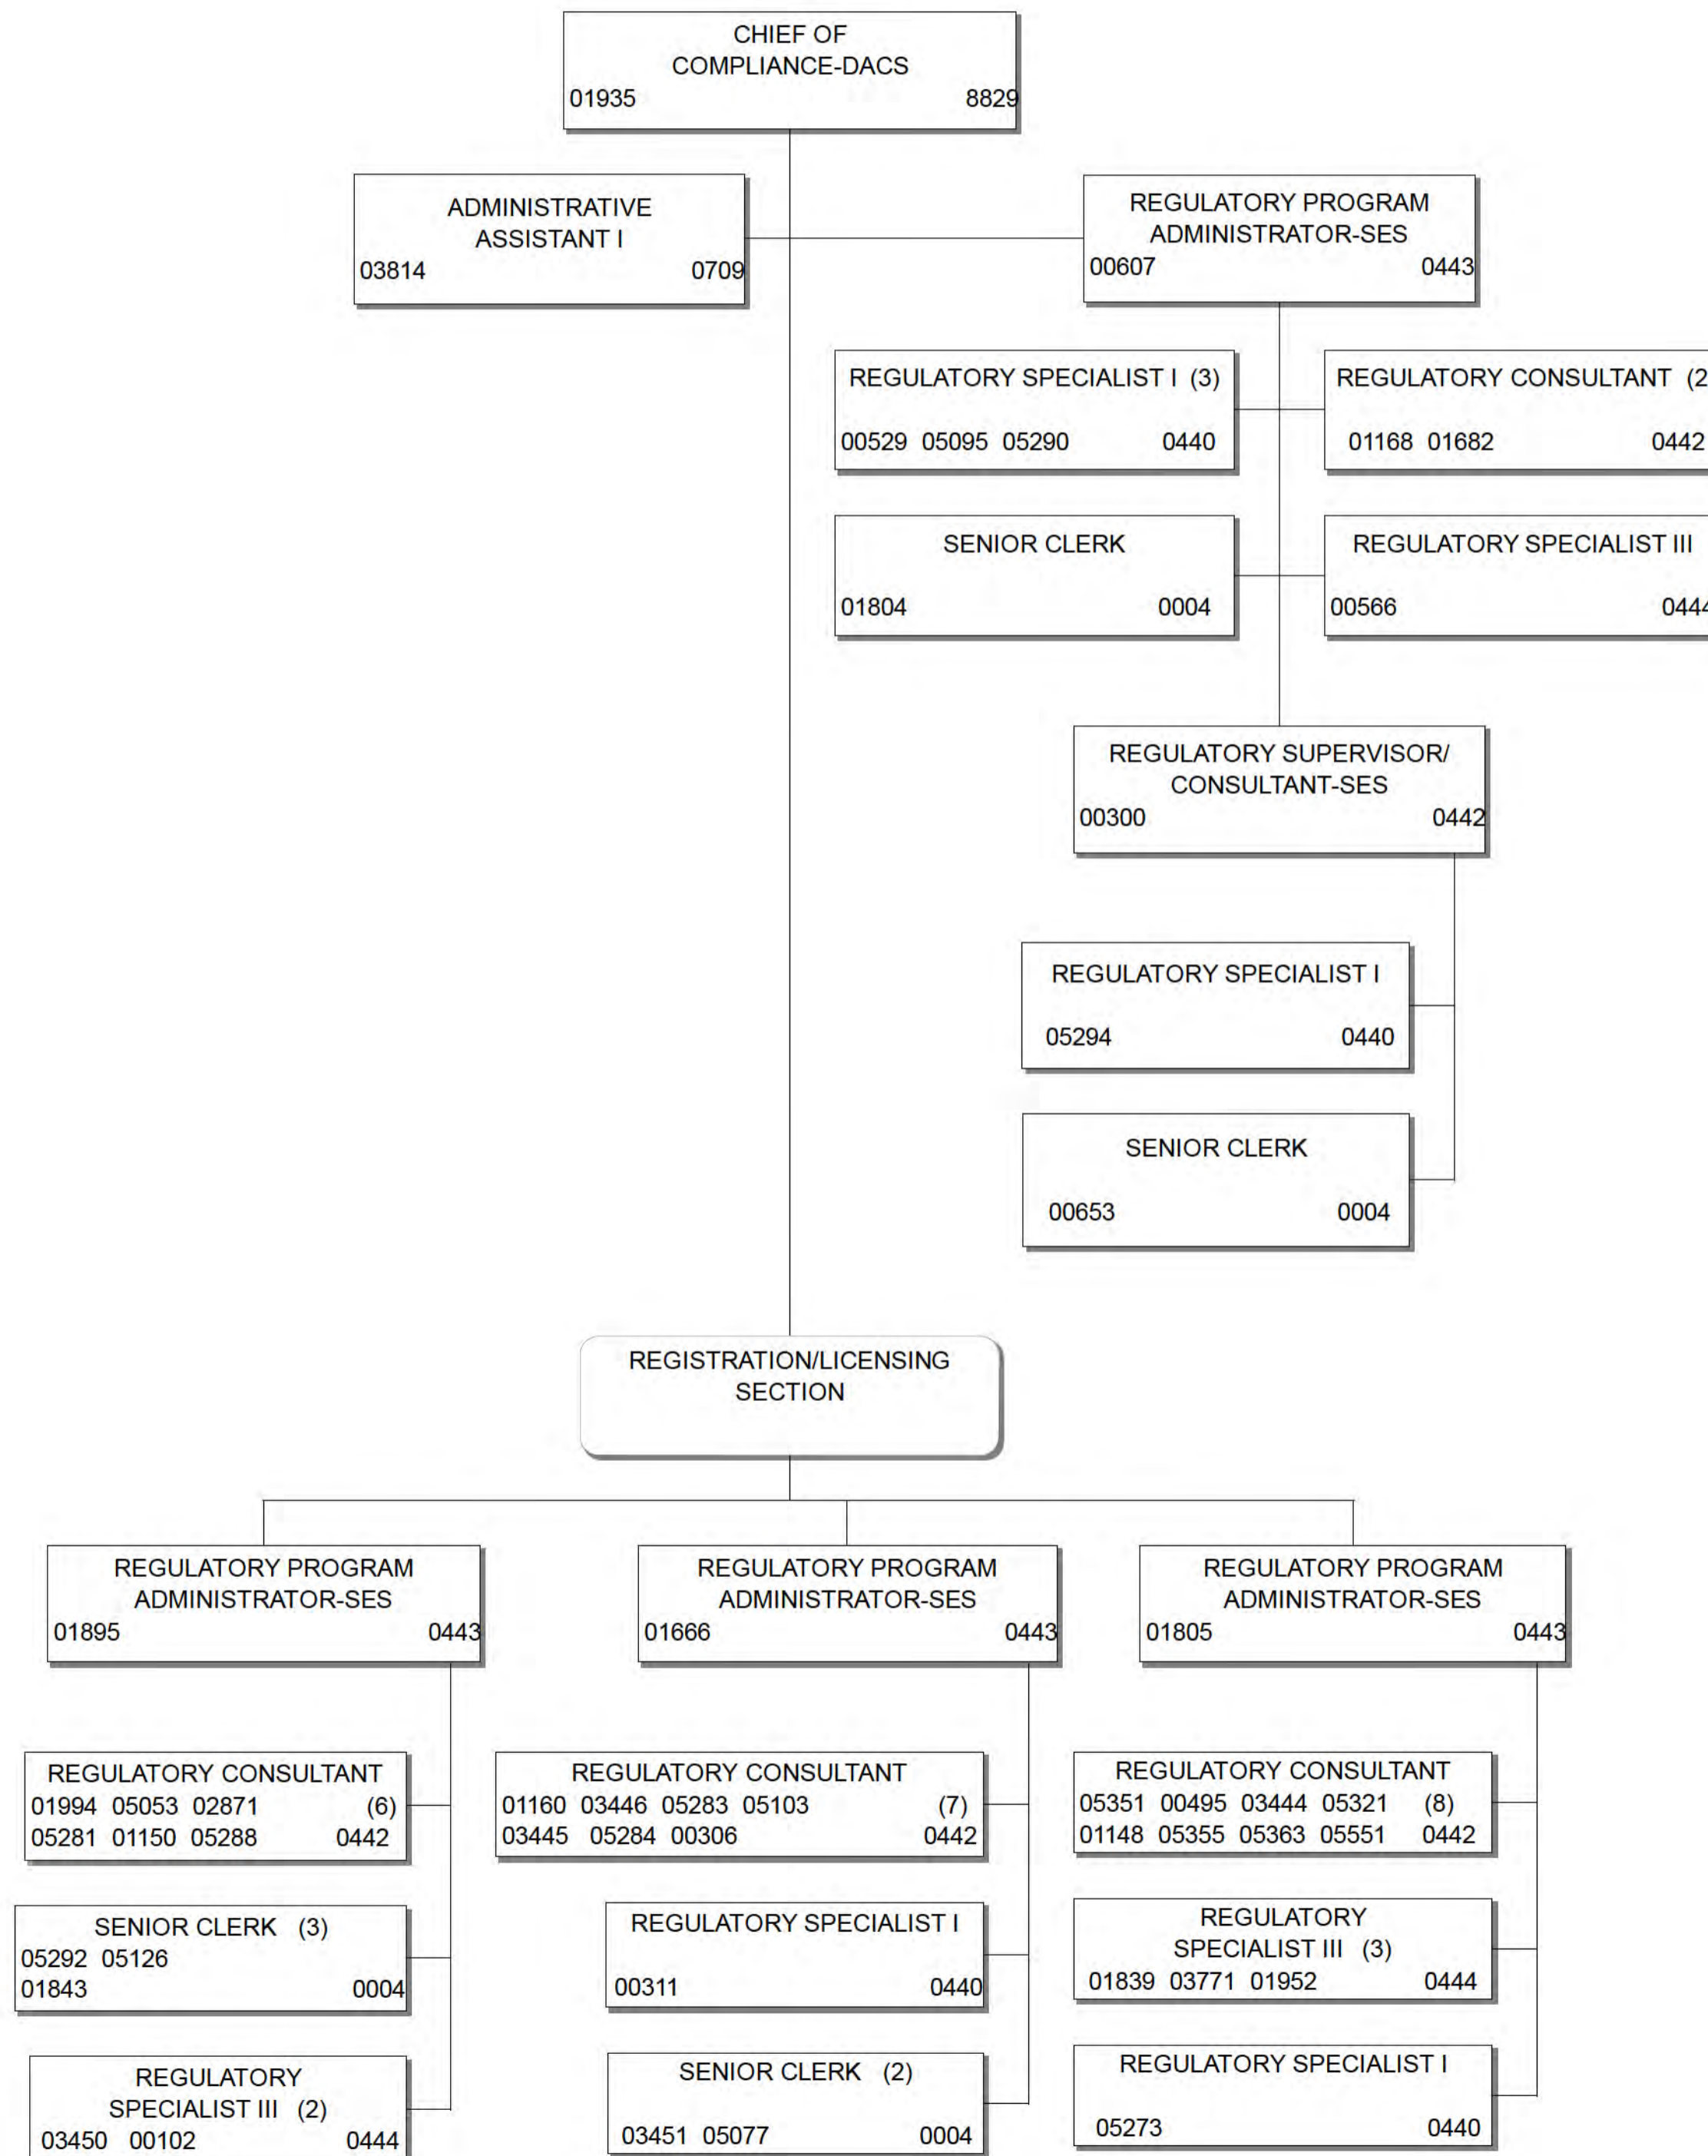 CHIEF OF
COMPLIANCE-DACS
01935 8829
ADMINISTRATIVE
ASSISTANT I
03814 0709
REGULATORY PROGRAM
ADMINISTRATOR-SES
00607 0443
REGULATORY SPECIALIST I (3)
00529 05095 05290 0440
REGULATORY CONSULTANT (2
01168 01682 0442
SENIOR CLERK
01804 0004
REGULATORY SPECIALIST III
00566 0444
REGULATORY SUPERVISOR/
CONSULTANT-SES
00300 0442
REGULATORY SPECIALIST I
05294 0440
SENIOR CLERK
00653 0004
REGISTRATION/LICENSING
SECTION
REGULATORY PROGRAM
ADMINISTRATOR-SES
01895 0443
REGULATORY PROGRAM
ADMINISTRATOR-SES
01666 0443
REGULATORY PROGRAM
ADMINISTRATOR-SES
01805 0443
REGULATORY CONSULTANT
01994 05053 02871 (6)
05281 01150 05288 0442
REGULATORY CONSULTANT
01160 03446 05283 05103 (7)
03445 05284 00306 0442
REGULATORY CONSULTANT
05351 00495 03444 05321 (8)
01148 05355 05363 05551 0442
SENIOR CLERK (3)
05292 05126
01843 0004
REGULATORY SPECIALIST I
00311 0440
REGULATORY
SPECIALIST III (3)
01839 03771 01952 0444
REGULATORY
SPECIALIST III (2)
03450 00102 0444
SENIOR CLERK (2)
03451 05077 0004
REGULATORY SPECIALIST I
05273 0440